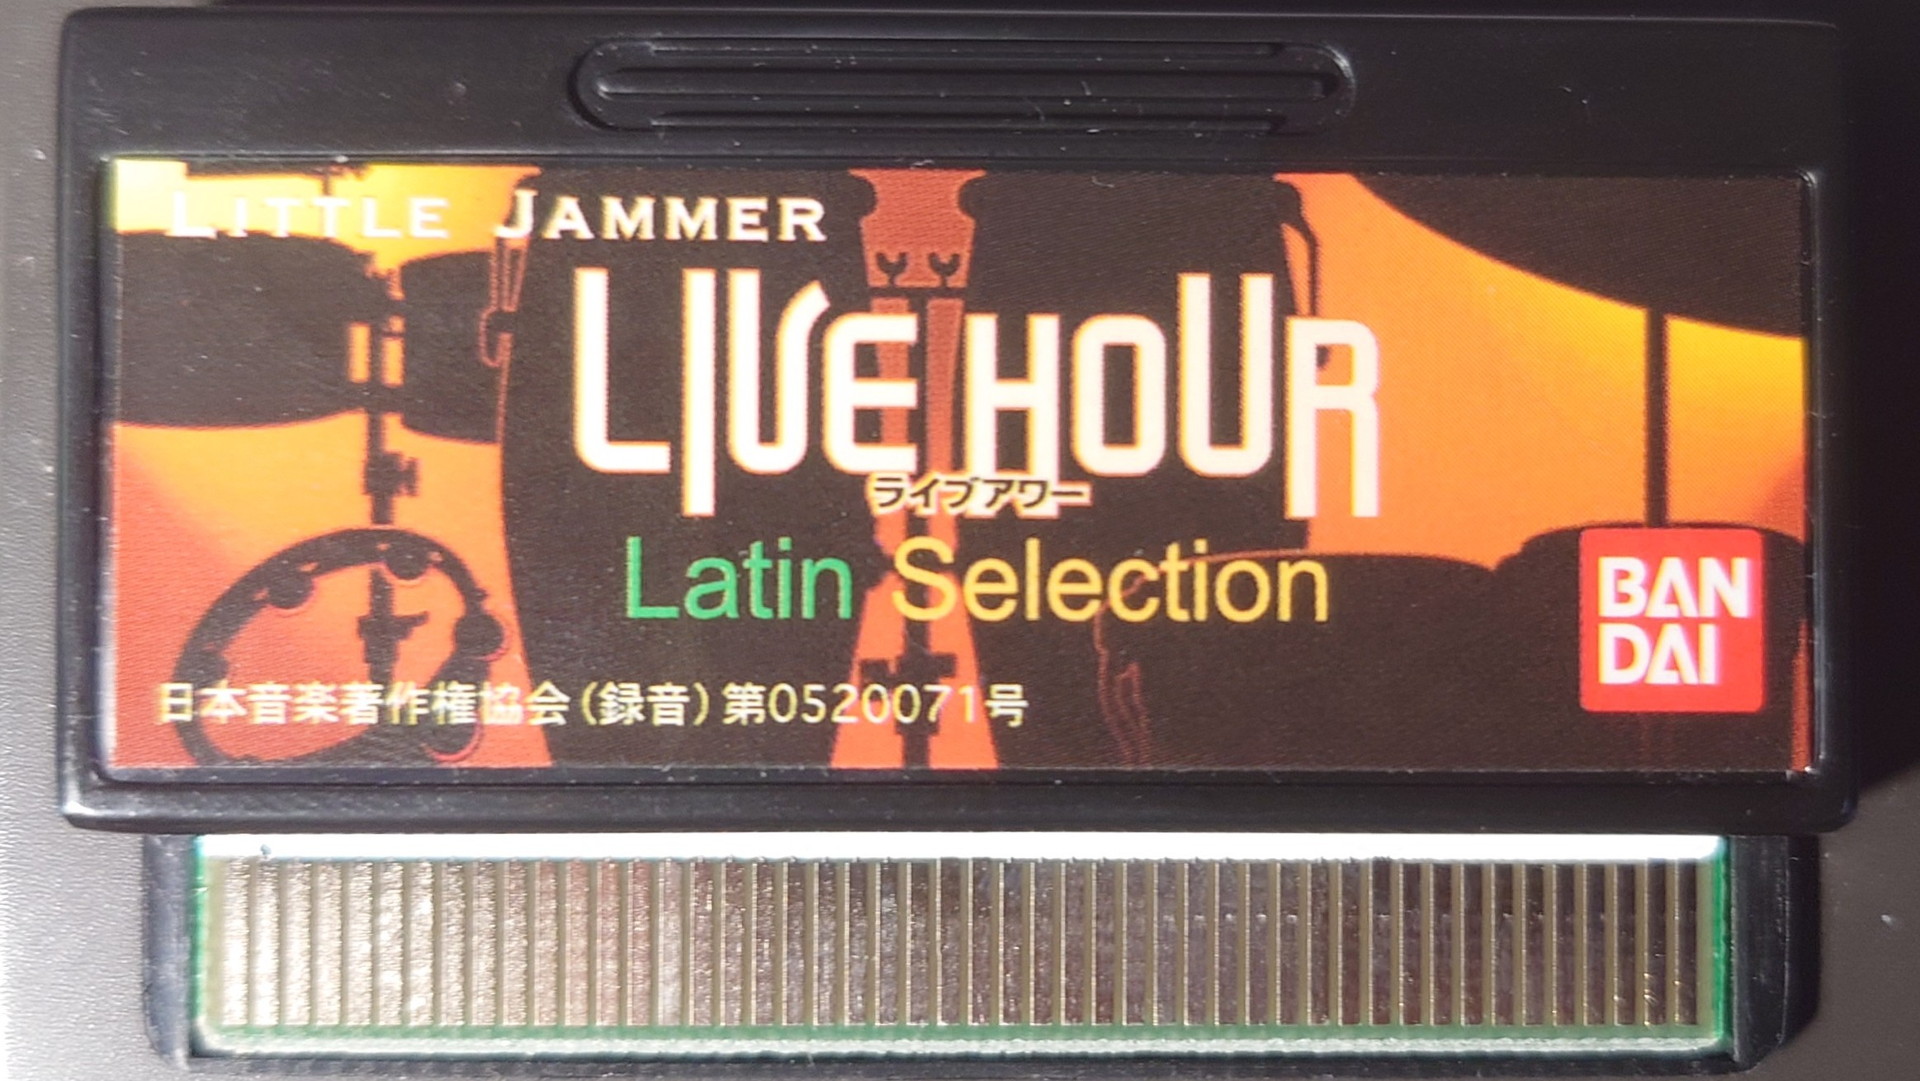 LITTLE JAMMER
LIVE HOUR
ライブアワー
Latin Selection
BAN
DAI
日本音楽著作権協会(録音)第0520071号